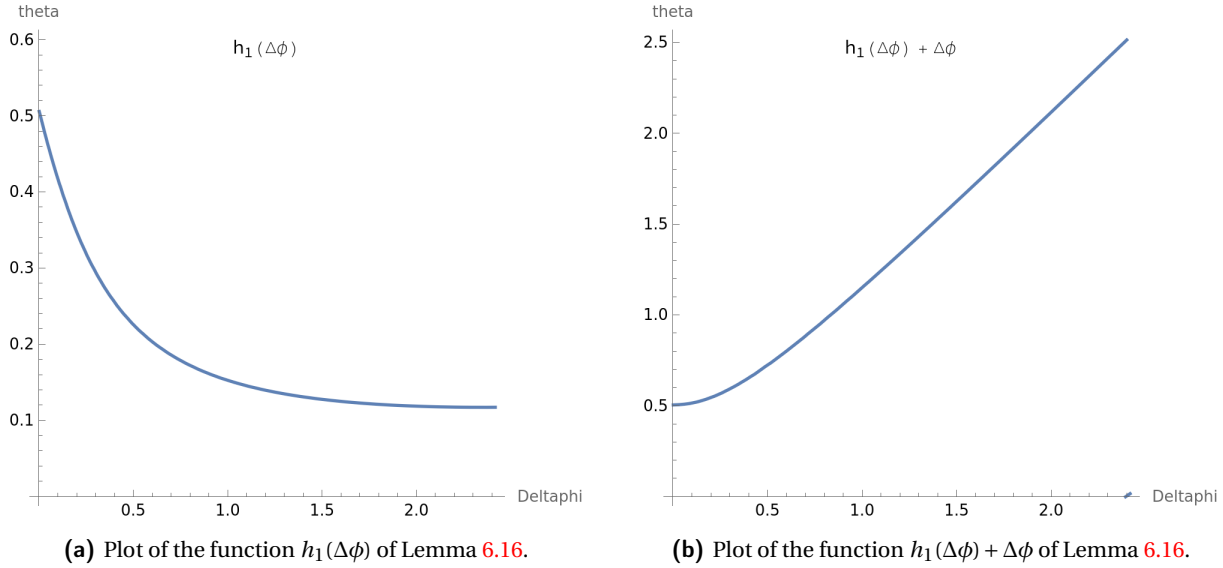 theta
h1(Δϕ)
0.6
0.5
0.4
0.3
0.2
0.1
0.5
1.0
1.5
2.0
Deltaphi
(a) Plot of the function h1(Δϕ) of Lemma 6.16.
theta
h1(Δϕ) + Δϕ
2.5
2.0
1.5
1.0
0.5
0.5
1.0
1.5
2.0
Deltaphi
(b) Plot of the function h1(Δϕ) + Δϕ of Lemma 6.16.